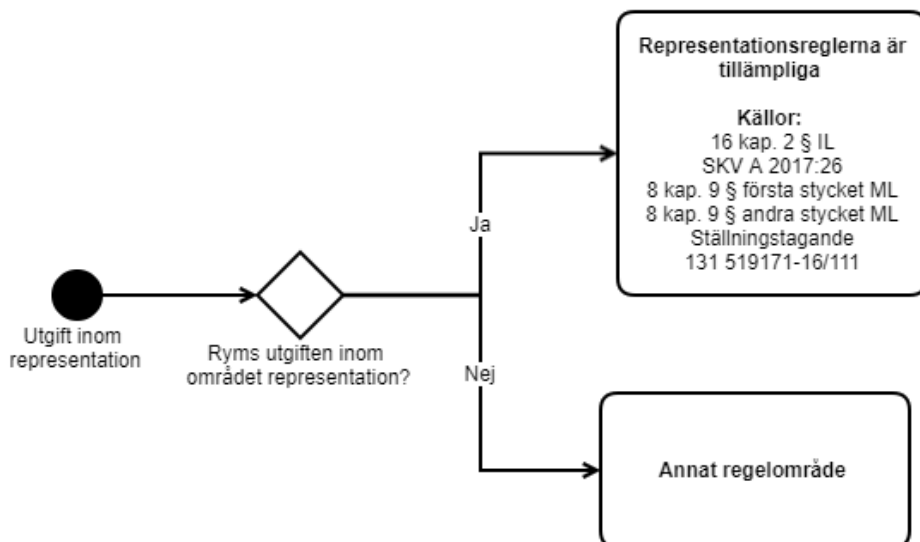 Representationsreglerna är
tillämpliga
Källor:
16 kap. 2 § IL
SKV A 2017:26
8 kap. 9 § första stycket ML
8 kap. 9 § andra stycket ML
Ställningstagande
131 519171-16/111
Ja
Utgift inom
representation
Ryms utgiften inom
området representation?
Nej
Annat regelområde